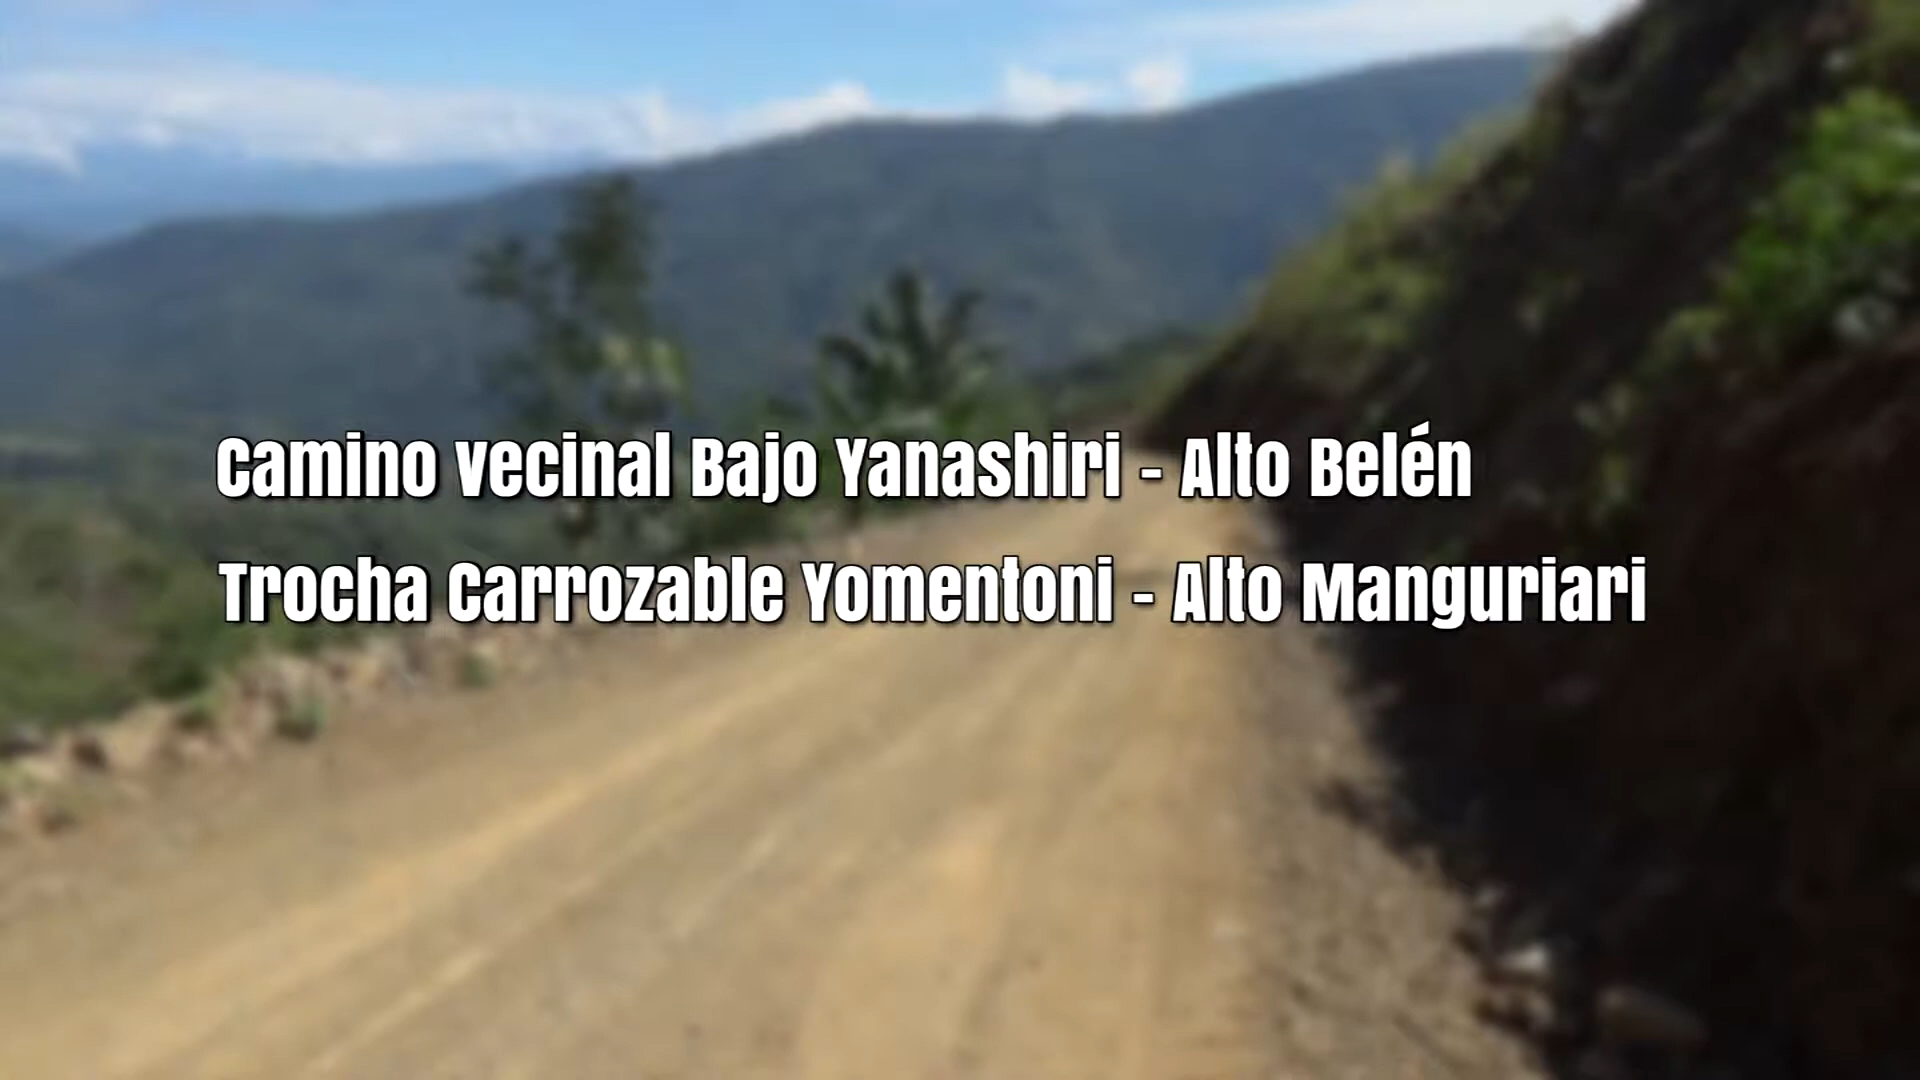 Camino vecinal Bajo Yanashiri - Alto Belén
Trocha Carrozable Yomentoni - Alto Manguriari